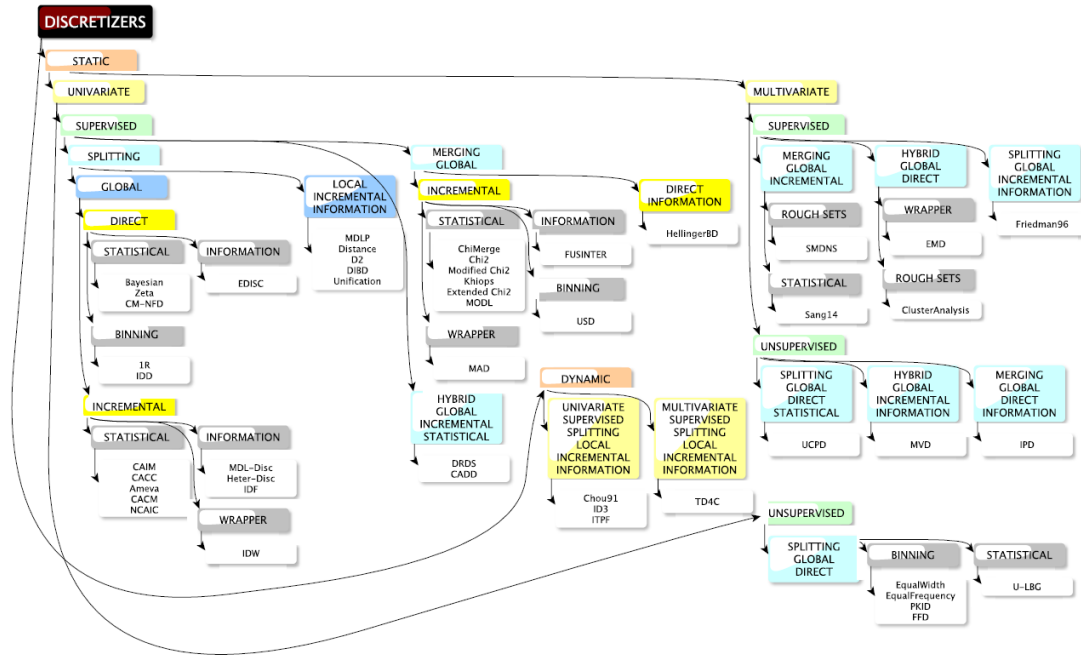 DISCRETIZERS
STATIC
UNIVARIATE
SUPERVISED
SPLITTING
GLOBAL
DIRECT
STATISTICAL
Bayesian
Zeta
CM-NFD
INFORMATION
EDISC
BINNING
1R
IDD
INCREMENTAL
STATISTICAL
CAIM
CACC
Ameva
CACM
NCAIC
INFORMATION
MDL-Disc
Heter-Disc
IDF
WRAPPER
IDW
LOCAL
INCREMENTAL
INFORMATION
MDLP
Distance
D2
DIBD
Unification
MERGING
GLOBAL
INCREMENTAL
STATISTICAL
ChiMerge
Chi2
Modified Chi2
Khiops
Extended Chi2
MODL
INFORMATION
FUSINTER
BINNING
USD
WRAPPER
MAD
DIRECT
INFORMATION
HellingerBD
HYBRID
GLOBAL
INCREMENTAL
STATISTICAL
DRDS
CADD
DYNAMIC
UNIVARIATE
SUPERVISED
SPLITTING
LOCAL
INCREMENTAL
INFORMATION
Chou91
ID3
ITPF
MULTIVARIATE
SUPERVISED
SPLITTING
LOCAL
INCREMENTAL
INFORMATION
TD4C
MULTIVARIATE
SUPERVISED
MERGING
GLOBAL
INCREMENTAL
ROUGH SETS
SMDNS
STATISTICAL
Sang14
HYBRID
GLOBAL
DIRECT
WRAPPER
EMD
ROUGH SETS
ClusterAnalysis
SPLITTING
GLOBAL
INCREMENTAL
INFORMATION
Friedman96
UNSUPERVISED
SPLITTING
GLOBAL
DIRECT
STATISTICAL
UCPD
HYBRID
GLOBAL
INCREMENTAL
INFORMATION
MVD
MERGING
GLOBAL
DIRECT
INFORMATION
IPD
UNSUPERVISED
SPLITTING
GLOBAL
DIRECT
BINNING
EqualWidth
EqualFrequency
PKID
FFD
STATISTICAL
U-LBG